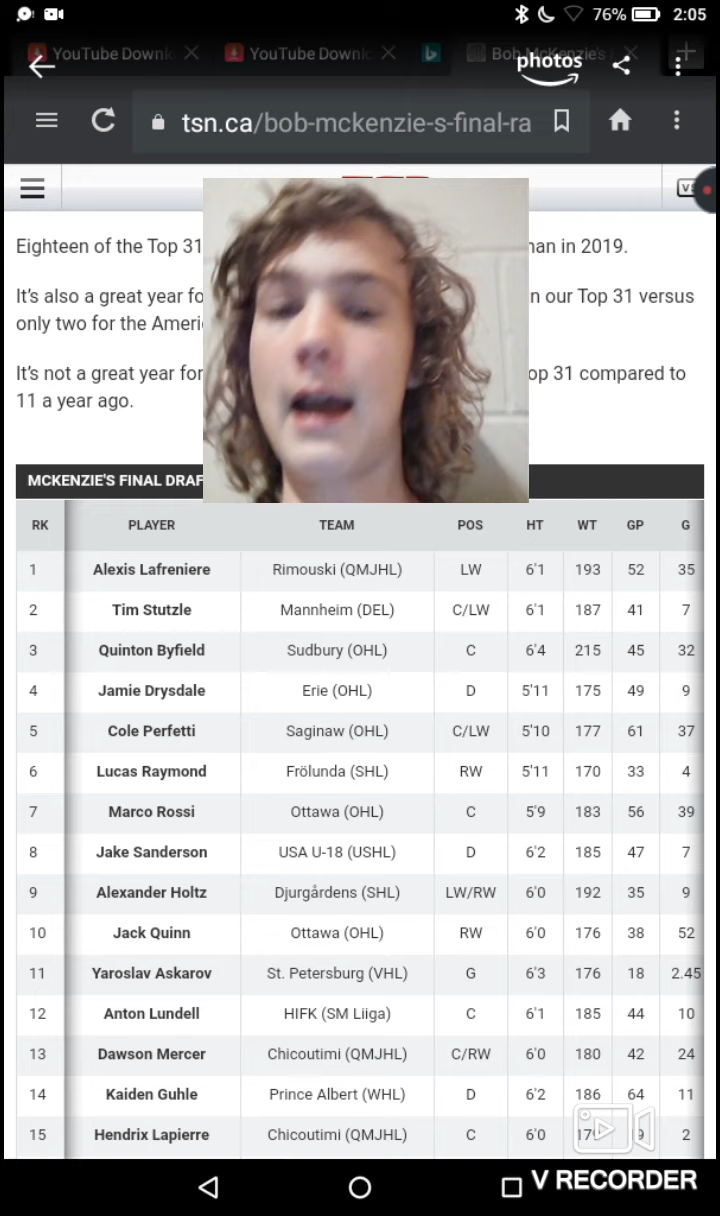 76% 2:05
YouTube Downl YouTube Downlc Bob McKenzie's
photos
tsn.ca/bob-mckenzie-s-final-ra
Eighteen of the Top 31 han in 2019.
It's also a great year fo n our Top 31 versus
only two for the Ameri
It's not a great year for op 31 compared to
11 a year ago.
MCKENZIE'S FINAL DRAF
RK PLAYER TEAM POS HT WT GP G
1 Alexis Lafreniere Rimouski (QMJHL) LW 6'1 193 52 35
2 Tim Stutzle Mannheim (DEL) C/LW 6'1 187 41 7
3 Quinton Byfield Sudbury (OHL) C 6'4 215 45 32
4 Jamie Drysdale Erie (OHL) D 5'11 175 49 9
5 Cole Perfetti Saginaw (OHL) C/LW 5'10 177 61 37
6 Lucas Raymond Frölunda (SHL) RW 5'11 170 33 4
7 Marco Rossi Ottawa (OHL) C 5'9 183 56 39
8 Jake Sanderson USA U-18 (USHL) D 6'2 185 47 7
9 Alexander Holtz Djurgårdens (SHL) LW/RW 6'0 192 35 9
10 Jack Quinn Ottawa (OHL) RW 6'0 176 38 52
11 Yaroslav Askarov St. Petersburg (VHL) G 6'3 176 18 2.45
12 Anton Lundell HIFK (SM Liiga) C 6'1 185 44 10
13 Dawson Mercer Chicoutimi (QMJHL) C/RW 6'0 180 42 24
14 Kaiden Guhle Prince Albert (WHL) D 6'2 186 64 11
15 Hendrix Lapierre Chicoutimi (QMJHL) C 6'0 2
V RECORDER